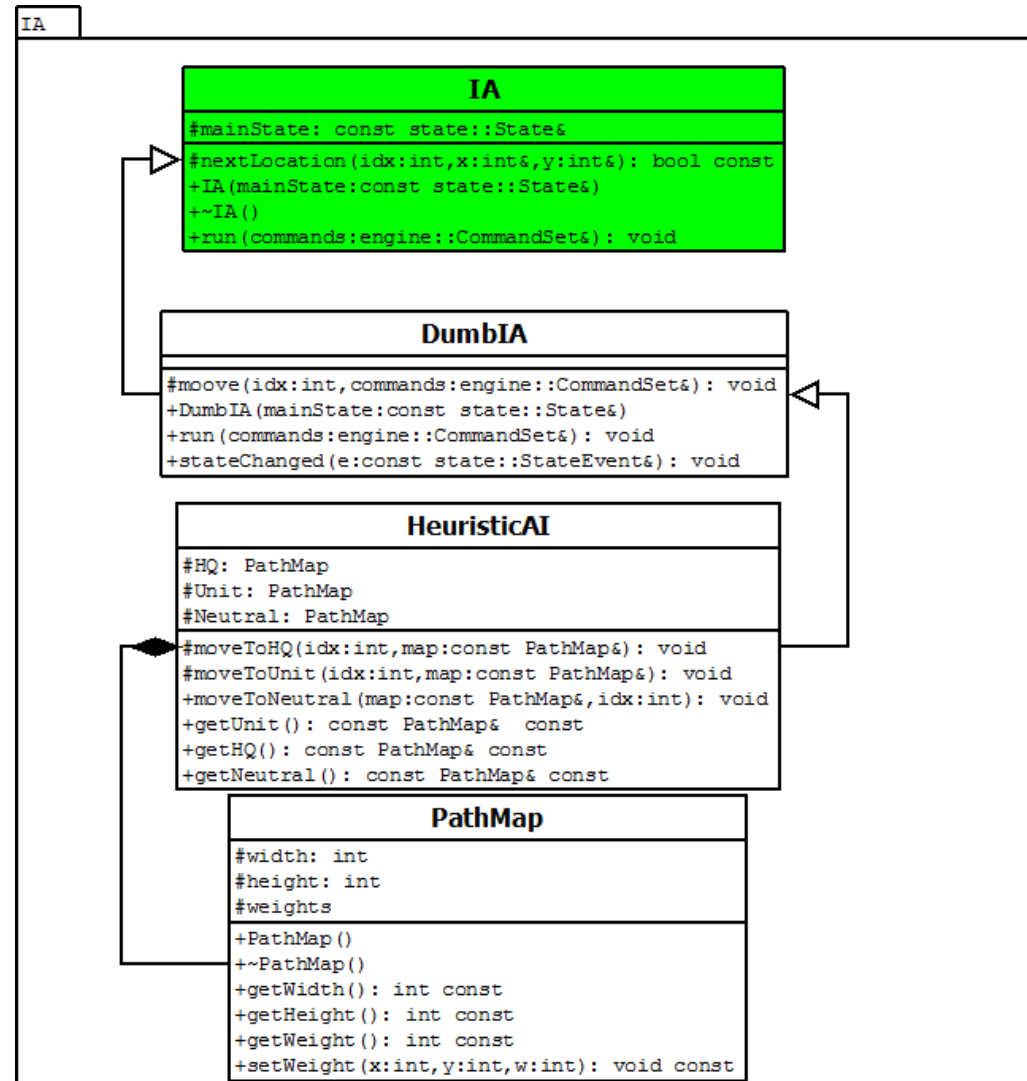 IA
IA
#mainState: const state::State&
#nextLocation(idx:int,x:int&,y:int&): bool const
+IA(mainState:const state::State&)
+~IA()
+run(commands:engine::CommandSet&): void
DumbIA
#moove(idx:int,commands:engine::CommandSet&): void
+DumbIA(mainState:const state::State&)
+run(commands:engine::CommandSet&): void
+stateChanged(e:const state::StateEvent&): void
HeuristicAI
#HQ: PathMap
#Unit: PathMap
#Neutral: PathMap
#moveToHQ(idx:int,map:const PathMap&): void
#moveToUnit(idx:int,map:const PathMap&): void
+moveToNeutral(map:const PathMap&,idx:int): void
+getUnit(): const PathMap&  const
+getHQ(): const PathMap& const
+getNeutral(): const PathMap& const
PathMap
#width: int
#height: int
#weights
+PathMap()
+~PathMap()
+getWidth(): int const
+getHeight(): int const
+getWeight(): int const
+setWeight(x:int,y:int,w:int): void const